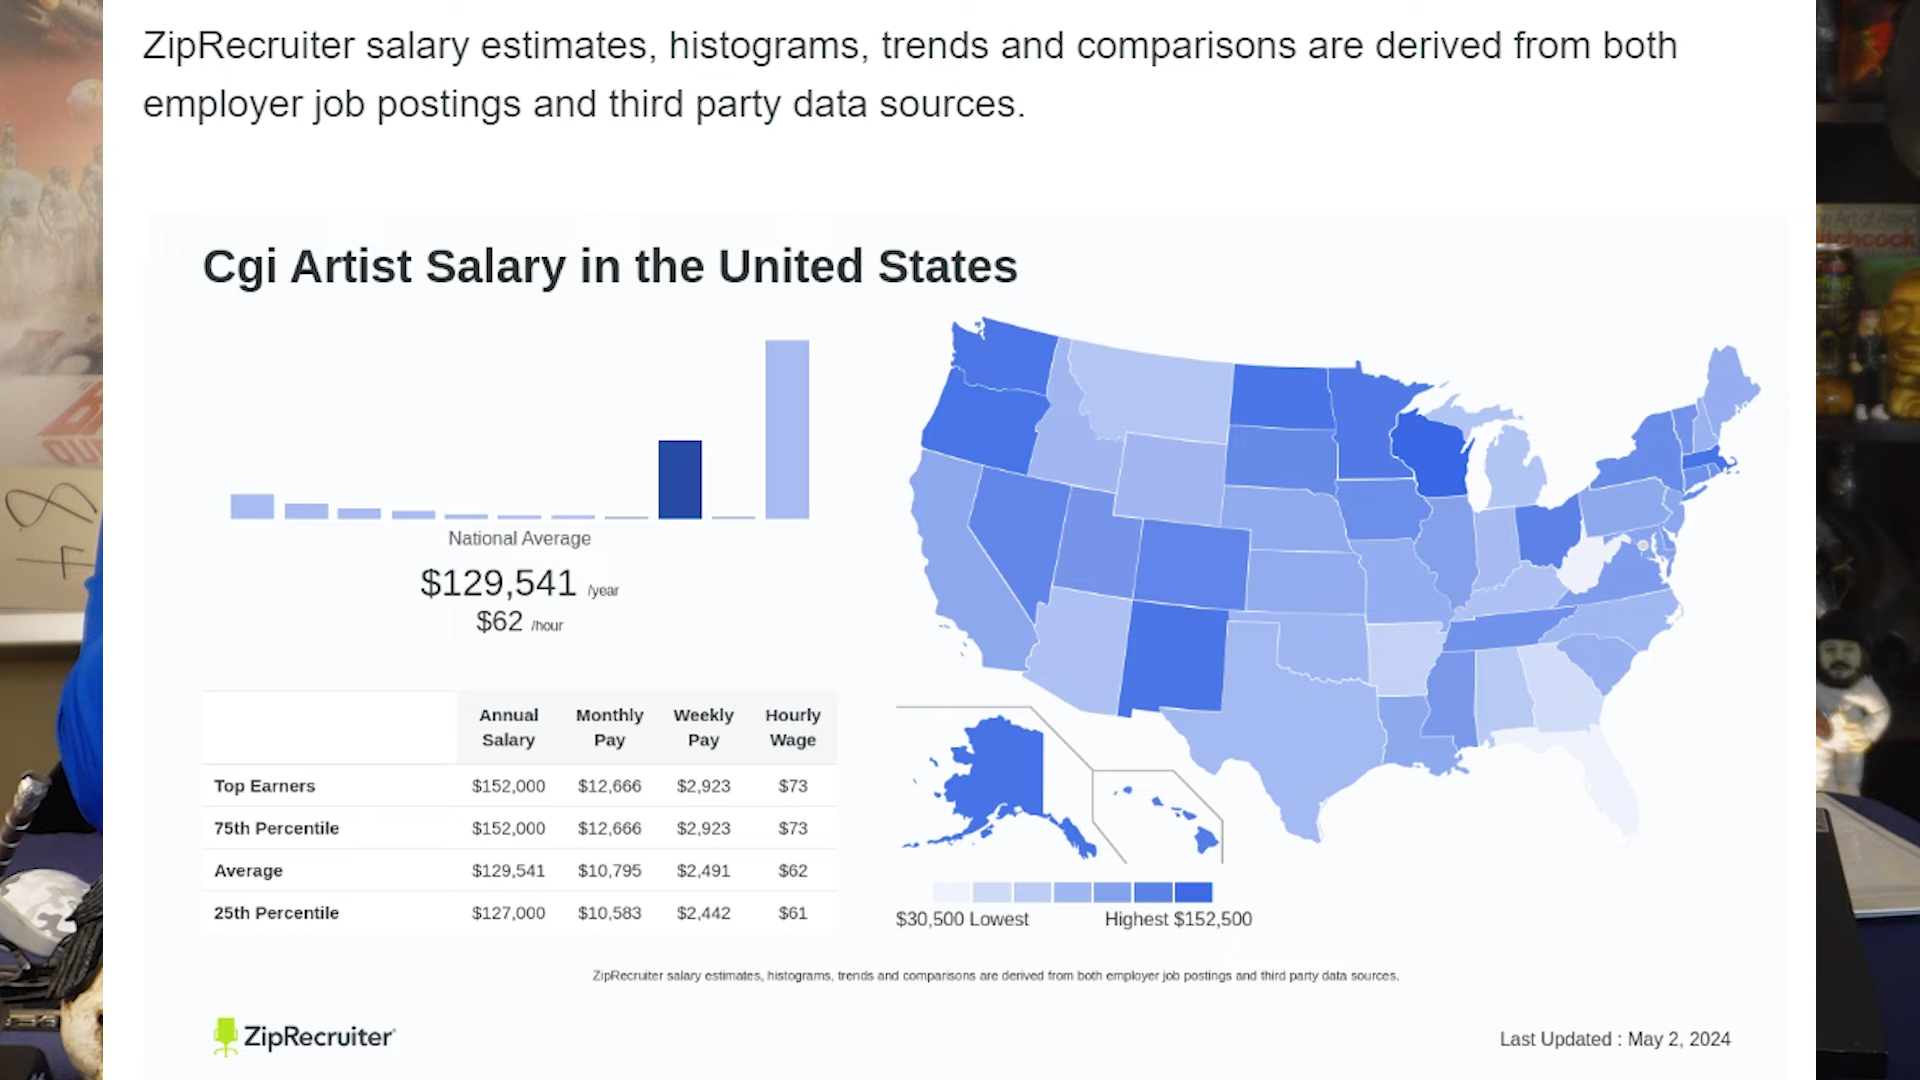 ZipRecruiter salary estimates, histograms, trends and comparisons are derived from both
employer job postings and third party data sources.
Cgi Artist Salary in the United States
National Average
$129,541 /year
$62 /hour
Annual Salary Monthly Pay Weekly Pay Hourly Wage
Top Earners $152,000 $12,666 $2,923 $73
75th Percentile $152,000 $12,666 $2,923 $73
Average $129,541 $10,795 $2,491 $62
25th Percentile $127,000 $10,583 $2,442 $61
$30,500 Lowest Highest $152,500
ZipRecruiter salary estimates, histograms, trends and comparisons are derived from both employer job postings and third party data sources.
ZipRecruiter
Last Updated : May 2, 2024